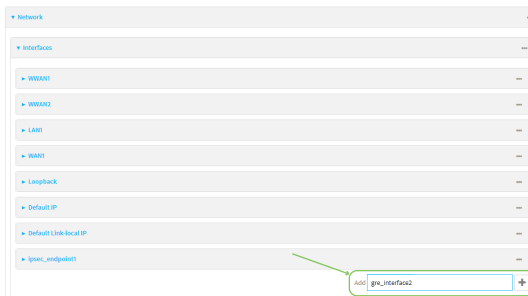 Network
Interfaces
WWAN1
WWAN2
LAN1
WAN1
Loopback
Default IP
Default Link-local IP
ipsec_endpoint1
Add gre_interface2